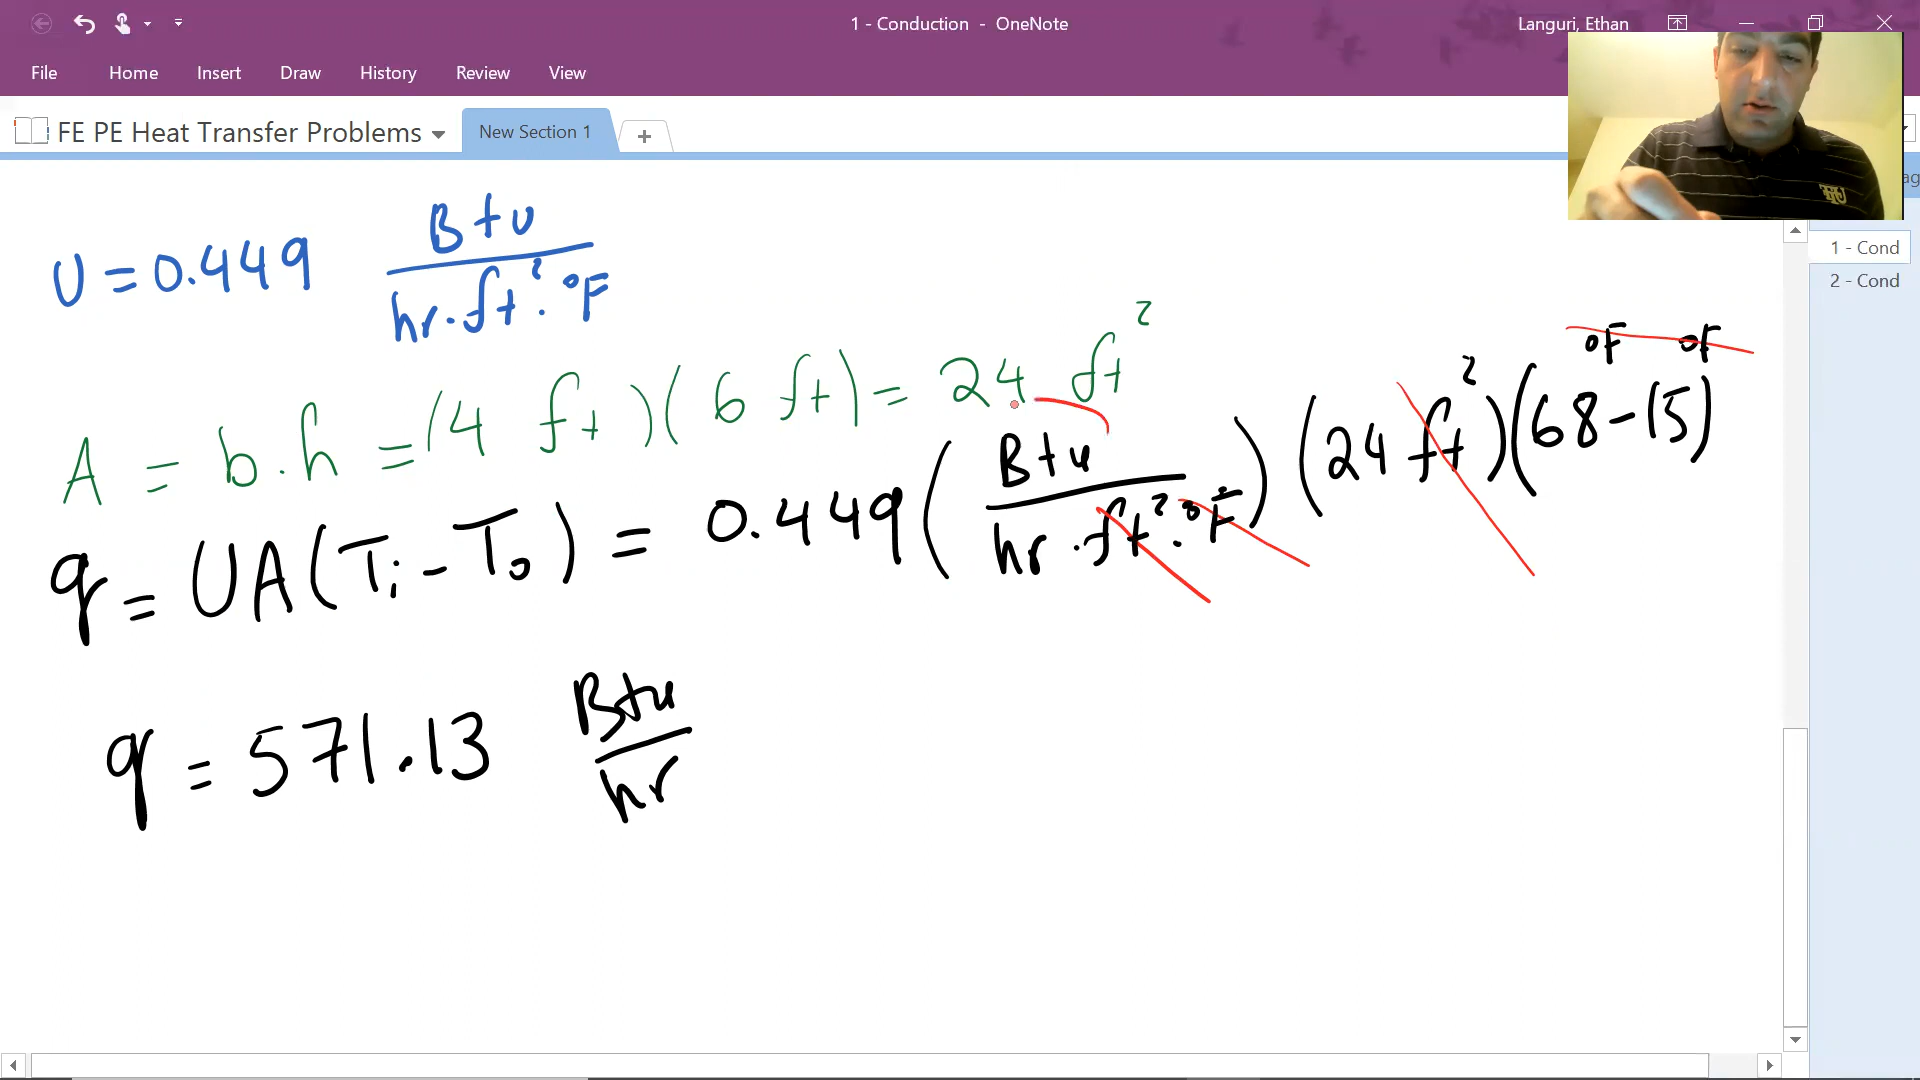 1 - Conduction - OneNote
Languri, Ethan
File Home Insert Draw History Review View
FE PE Heat Transfer Problems
New Section 1
+
1 - Cond
2 - Cond
U = 0.449 Btu / hr.ft².°F
A = b.h = (4 ft)(6 ft) = 24 ft²
q = UA(Ti - To) = 0.449 (Btu / hr.ft².°F) (24 ft²)(68 - 15) °F °F
q = 571.13 Btu / hr